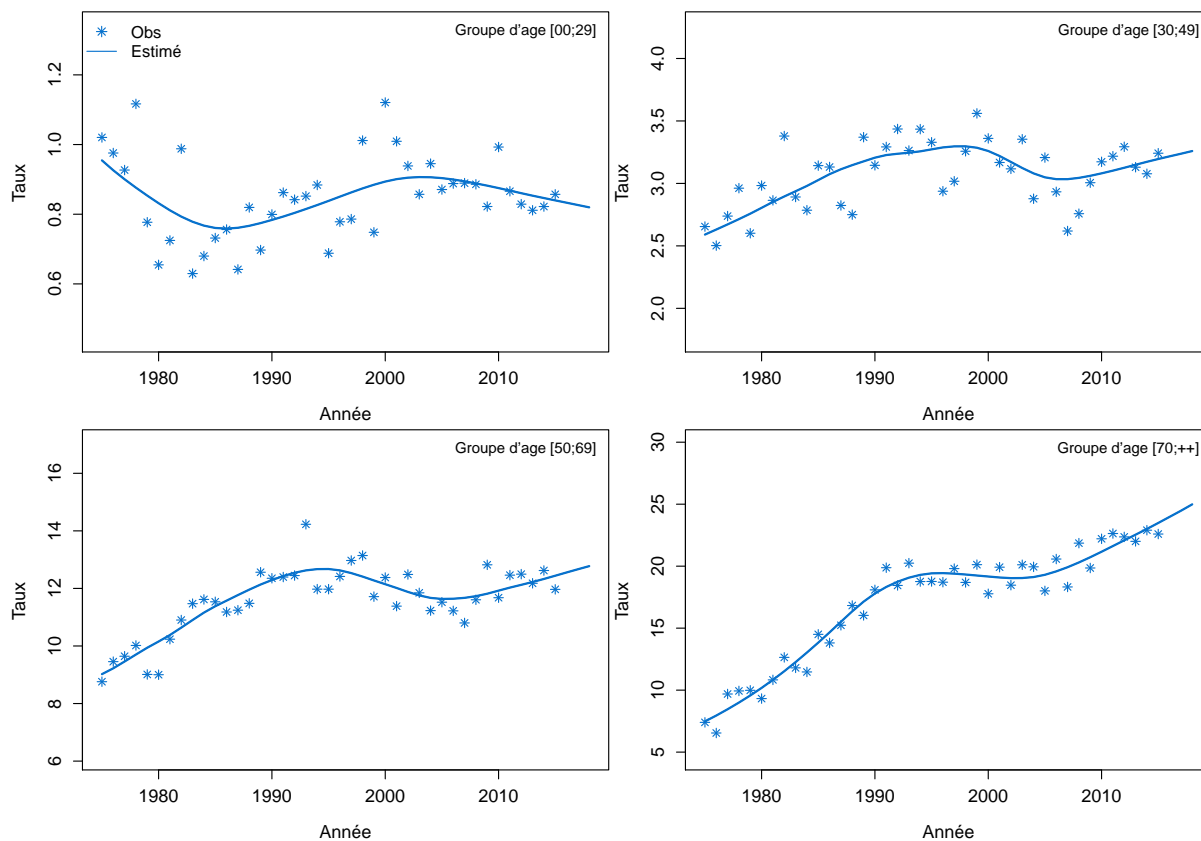 Obs
Estimé
Groupe d'age [00;29]
Taux
0.6 0.8 1.0 1.2
1980 1990 2000 2010
Année
Groupe d'age [30;49]
Taux
2.0 2.5 3.0 3.5 4.0
1980 1990 2000 2010
Année
Groupe d'age [50;69]
Taux
6 8 10 12 14 16
1980 1990 2000 2010
Année
Groupe d'age [70;++]
Taux
5 10 15 20 25 30
1980 1990 2000 2010
Année